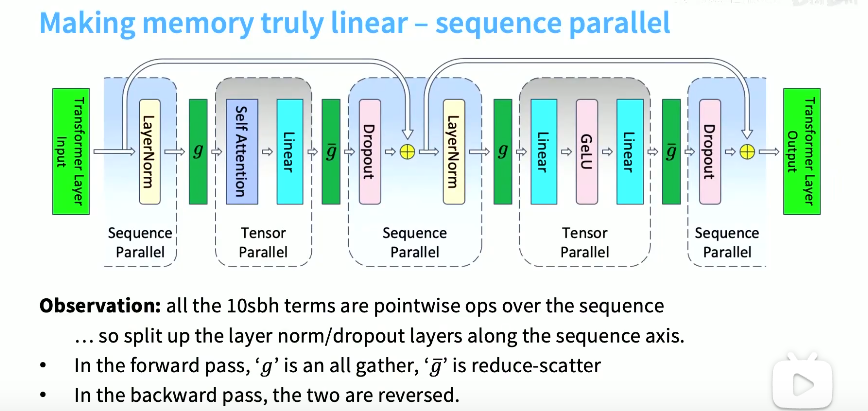 Making memory truly linear – sequence parallel
Transformer Layer
Input
LayerNorm
g
Self Attention
Linear
ḡ
Dropout
LayerNorm
g
Linear
GeLU
Linear
ḡ
Dropout
Transformer Layer
Output
Sequence
Parallel
Tensor
Parallel
Sequence
Parallel
Tensor
Parallel
Sequence
Parallel
Observation: all the 10sbh terms are pointwise ops over the sequence
… so split up the layer norm/dropout layers along the sequence axis.
• In the forward pass, ‘g’ is an all gather, ‘ḡ’ is reduce-scatter
• In the backward pass, the two are reversed.